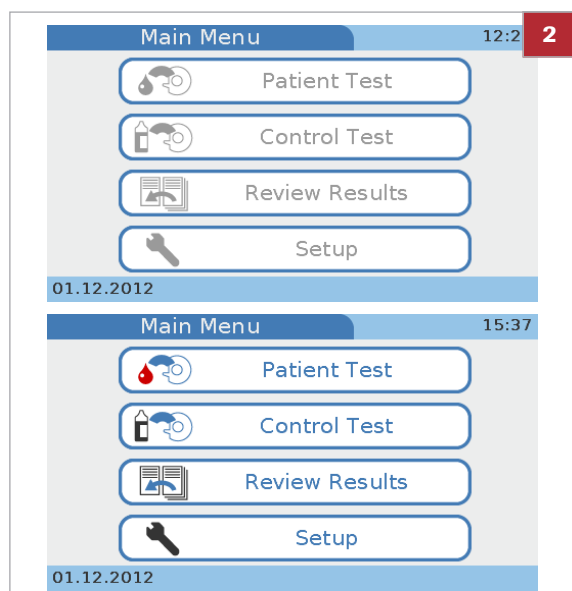 Main Menu 12:2
2
Patient Test
Control Test
Review Results
Setup
01.12.2012
Main Menu 15:37
Patient Test
Control Test
Review Results
Setup
01.12.2012